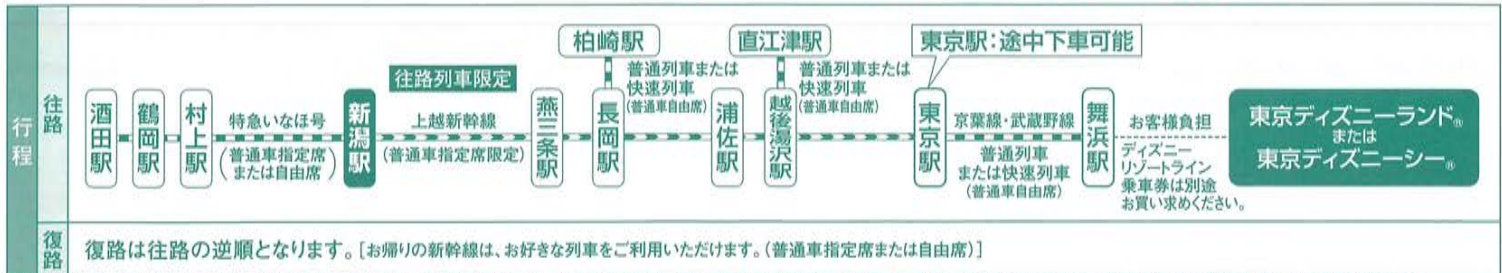 行程
往路
酒田駅
鶴岡駅
村上駅
特急いなほ号
(普通車指定席
または自由席)
新潟駅
往路列車限定
上越新幹線
(普通車指定席限定)
燕三条駅
柏崎駅
普通列車または
快速列車
(普通車自由席)
長岡駅
浦佐駅
直江津駅
普通列車または
快速列車
(普通車自由席)
越後湯沢駅
東京駅:途中下車可能
東京駅
京葉線・武蔵野線
普通列車
または快速列車
(普通車自由席)
舞浜駅
お客様負担
ディズニー
リゾートライン
乗車券は別途
お買い求めください。
東京ディズニーランド®
または
東京ディズニーシー®
復路
復路は往路の逆順となります。[お帰りの新幹線は、お好きな列車をご利用いただけます。(普通車指定席または自由席)]